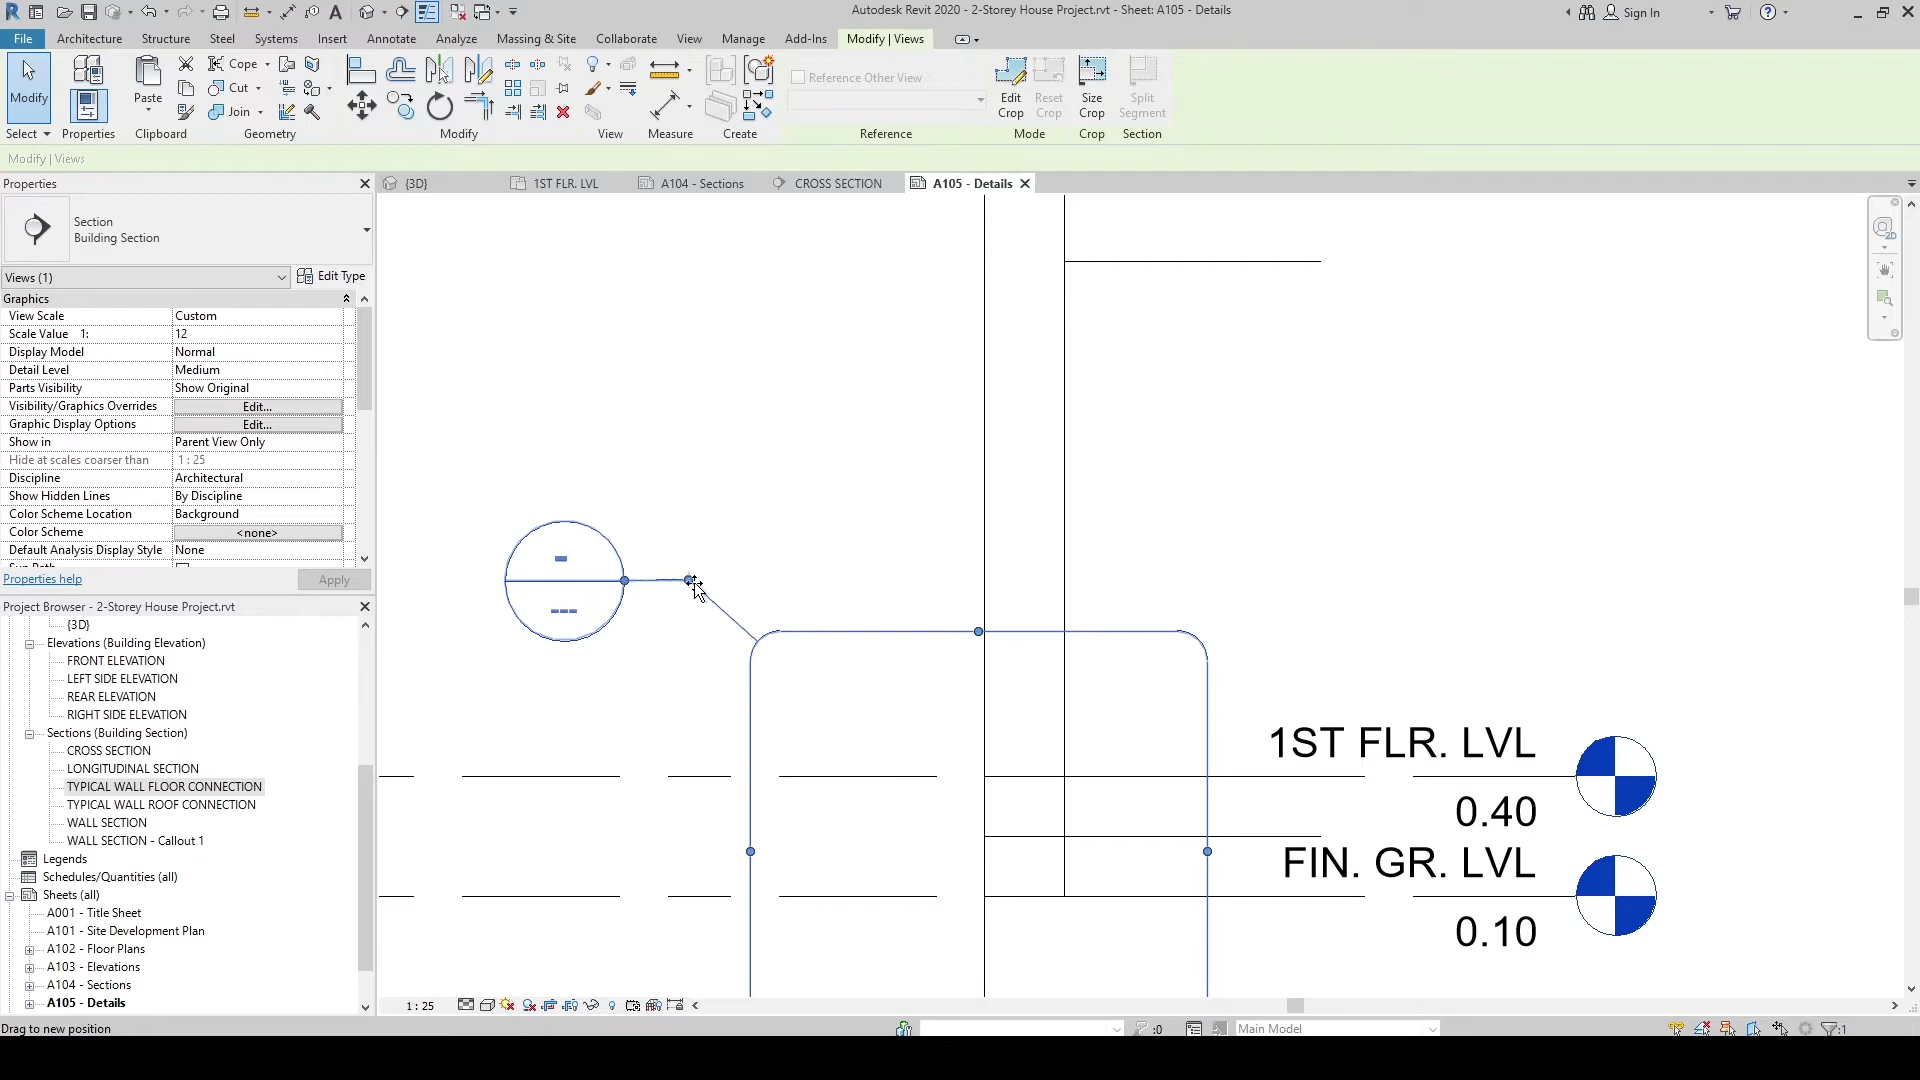 Autodesk Revit 2020 - 2-Storey House Project.rvt - Sheet: A105 - Details
Sign In
File
Architecture
Structure
Steel
Systems
Insert
Annotate
Analyze
Massing & Site
Collaborate
View
Manage
Add-Ins
Modify | Views
Modify
Paste
Cope
Cut
Join
Reference Other View
Edit Crop
Reset Crop
Size Crop
Split Segment
Select
Properties
Clipboard
Geometry
Modify
View
Measure
Create
Reference
Mode
Crop
Section
Modify | Views
Properties
{3D}
1ST FLR. LVL
A104 - Sections
CROSS SECTION
A105 - Details
Section
Building Section
Views (1)
Edit Type
Graphics
View Scale Custom
Scale Value 1: 12
Display Model Normal
Detail Level Medium
Parts Visibility Show Original
Visibility/Graphics Overrides Edit...
Graphic Display Options Edit...
Show in Parent View Only
Hide at scales coarser than 1 : 25
Discipline Architectural
Show Hidden Lines By Discipline
Color Scheme Location Background
Color Scheme <none>
Default Analysis Display Style None
Properties help
Apply
Project Browser - 2-Storey House Project.rvt
{3D}
Elevations (Building Elevation)
FRONT ELEVATION
LEFT SIDE ELEVATION
REAR ELEVATION
RIGHT SIDE ELEVATION
Sections (Building Section)
CROSS SECTION
LONGITUDINAL SECTION
TYPICAL WALL FLOOR CONNECTION
TYPICAL WALL ROOF CONNECTION
WALL SECTION
WALL SECTION - Callout 1
Legends
Schedules/Quantities (all)
Sheets (all)
A001 - Title Sheet
A101 - Site Development Plan
A102 - Floor Plans
A103 - Elevations
A104 - Sections
A105 - Details
-
---
1ST FLR. LVL
0.40
FIN. GR. LVL
0.10
2D
1 : 25
Drag to new position
:0
Main Model
:1